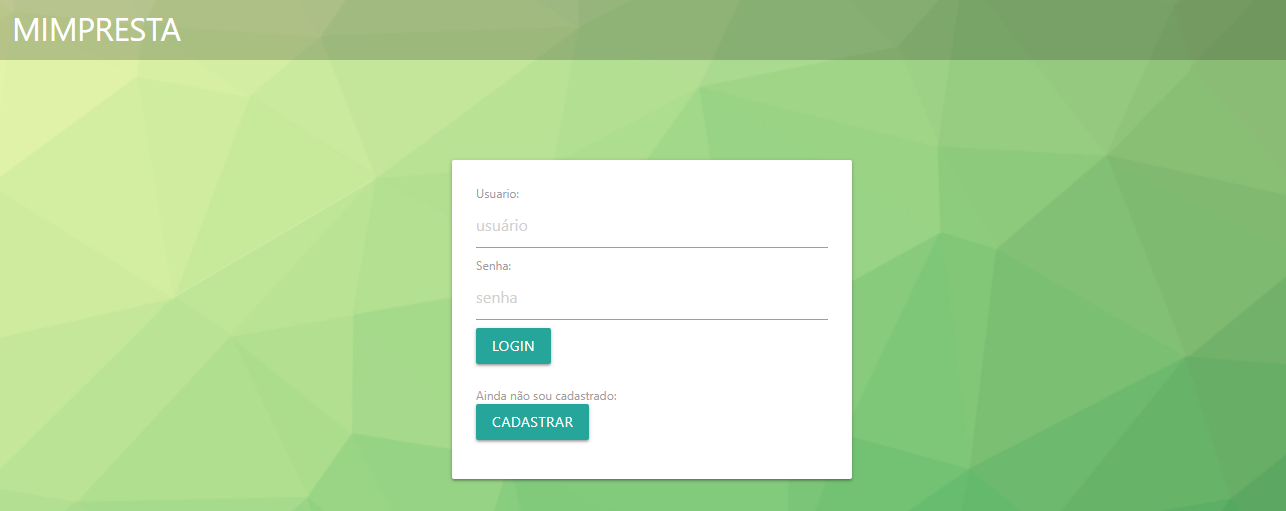 MIMPRESTA
Usuario:
usuário
Senha:
senha
LOGIN
Ainda não sou cadastrado:
CADASTRAR